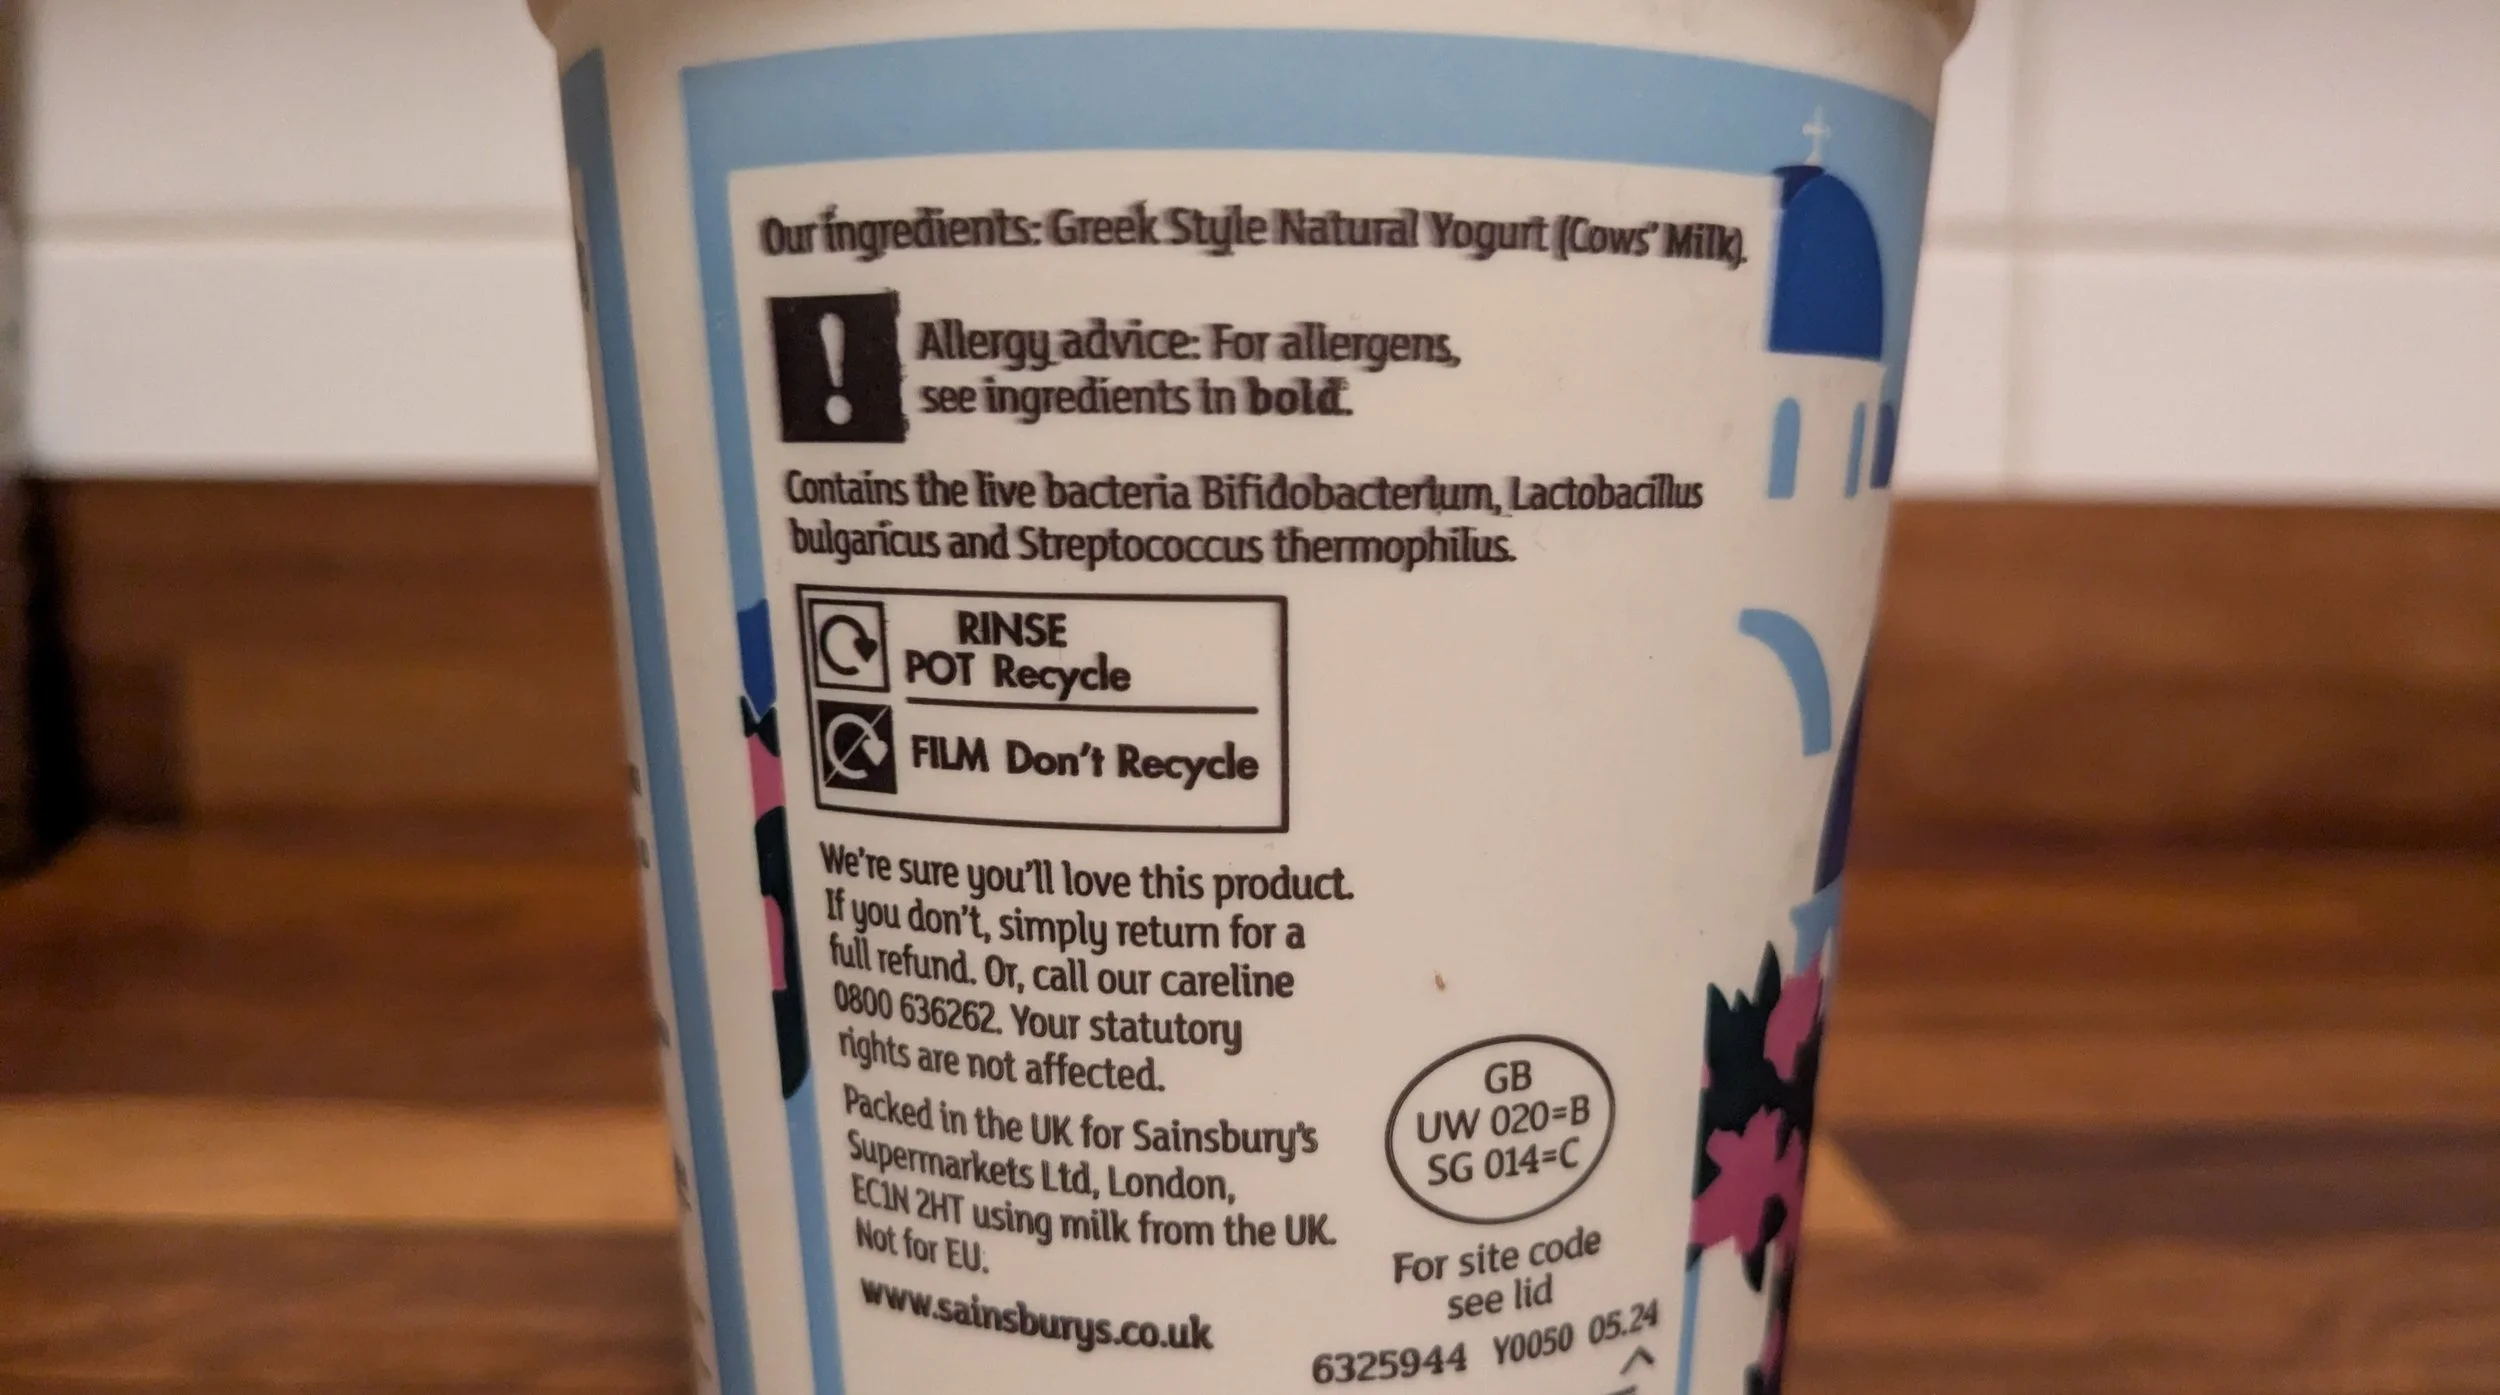 Our ingredients: Greek Style Natural Yogurt (Cows' Milk).
!
Allergy advice: For allergens,
see ingredients in bold.
Contains the live bacteria Bifidobacterium, Lactobacillus
bulgaricus and Streptococcus thermophilus.
RINSE
POT Recycle
FILM Don't Recycle
We're sure you'll love this product.
If you don't, simply return for a
full refund. Or, call our careline
0800 636262. Your statutory
rights are not affected.
Packed in the UK for Sainsbury's
Supermarkets Ltd, London,
EC1N 2HT using milk from the UK.
Not for EU.
www.sainsburys.co.uk
GB
UW 020=B
SG 014=C
For site code
see lid
6325944 Y0050 05.24